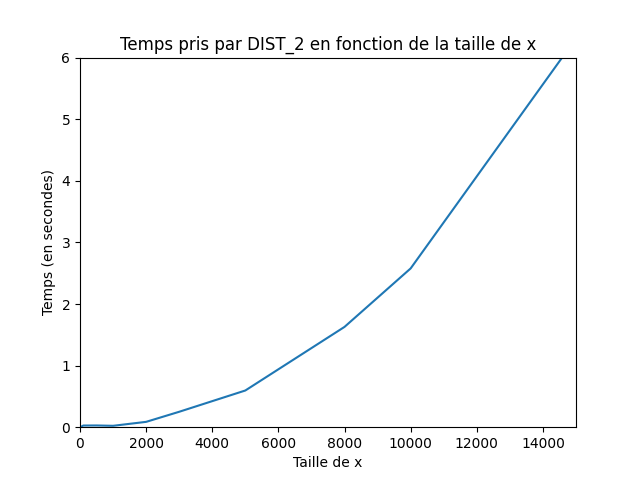 Temps pris par DIST_2 en fonction de la taille de x
6
5
4
3
2
1
0
Temps (en secondes)
0 2000 4000 6000 8000 10000 12000 14000
Taille de x